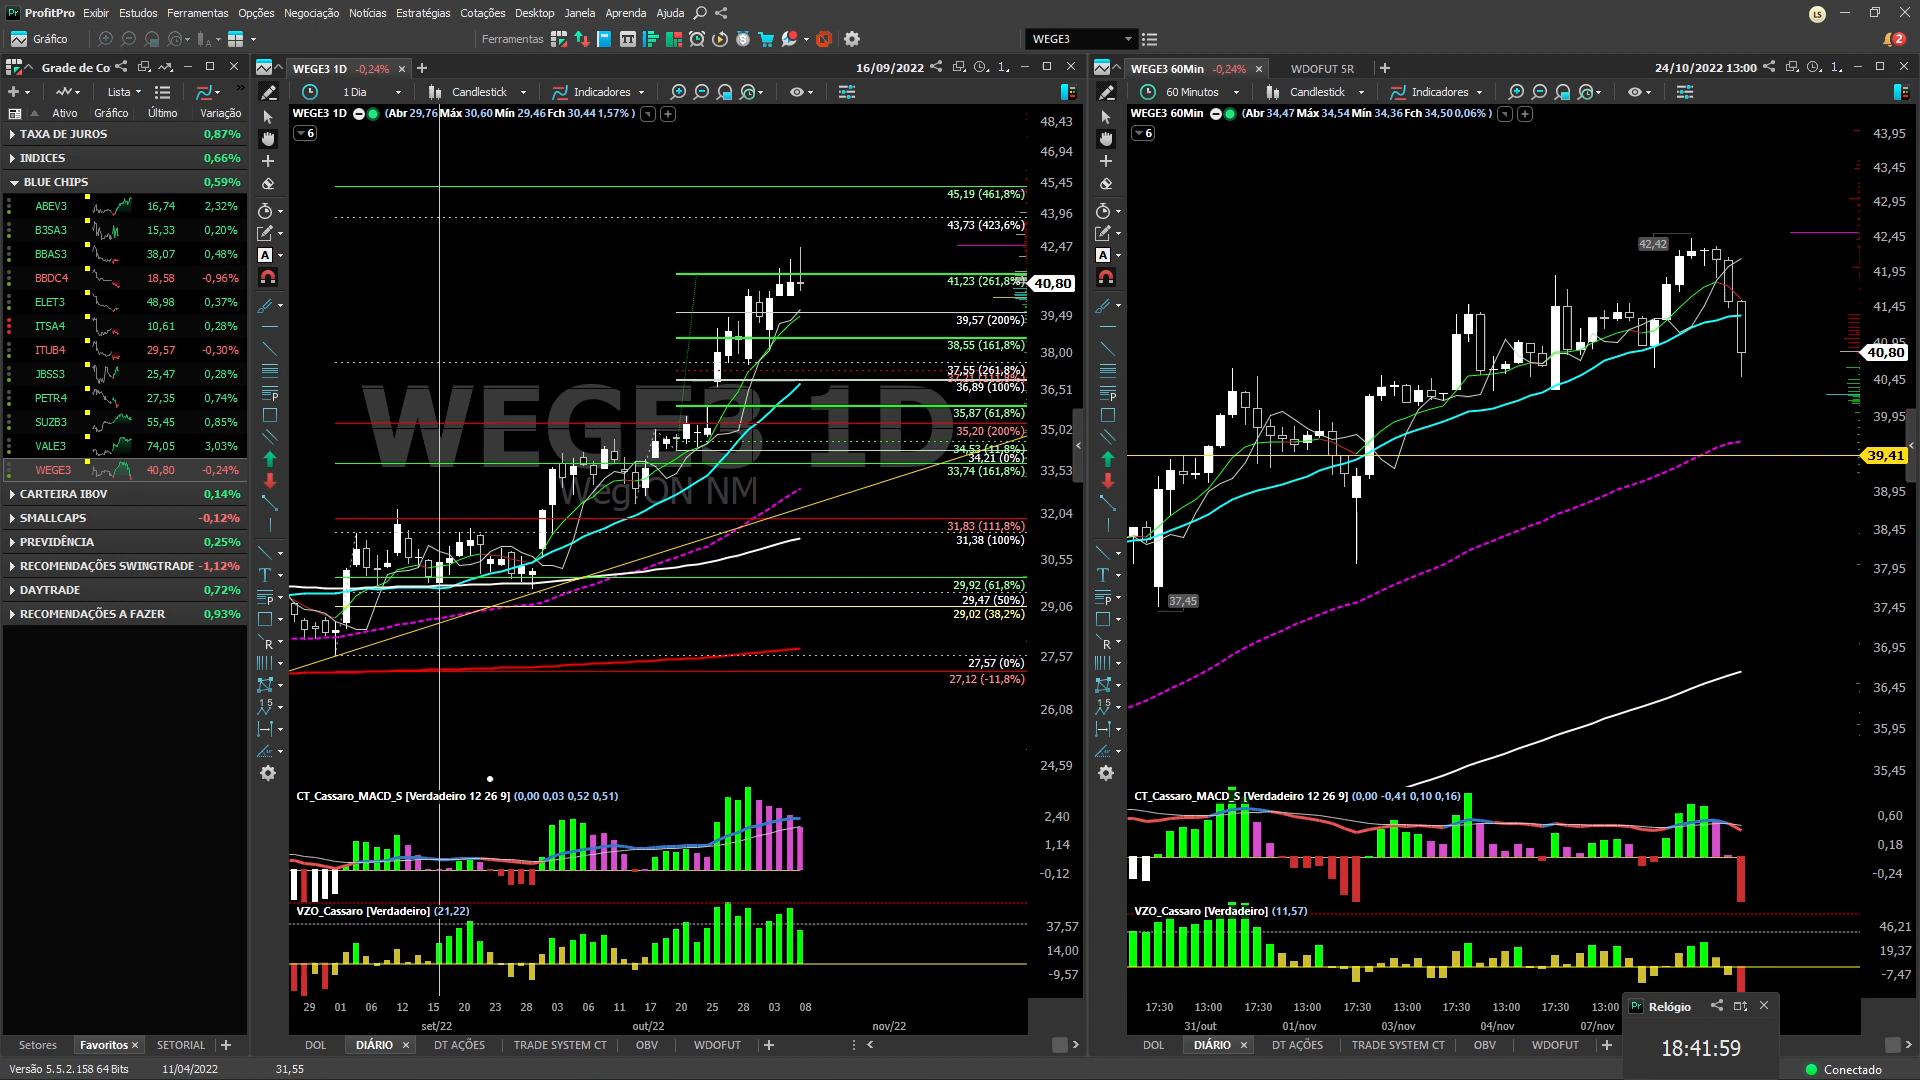 ProfitPro Exibir Estudos Ferramentas Opções Negociação Notícias Estratégias Cotações Desktop Janela Aprenda Ajuda
LS
Gráfico
Ferramentas
WEGE3
2
Grade de Co
Lista
Ativo Gráfico Último Variação
TAXA DE JUROS 0,87%
INDICES 0,66%
BLUE CHIPS 0,59%
ABEV3 16,74 2,32%
B3SA3 15,33 0,20%
BBAS3 38,07 0,48%
BBDC4 18,58 -0,96%
ELET3 48,98 0,37%
ITSA4 10,61 0,28%
ITUB4 29,57 -0,30%
JBSS3 25,47 0,28%
PETR4 27,35 0,74%
SUZB3 55,45 0,85%
VALE3 74,05 3,03%
WEGE3 40,80 -0,24%
CARTEIRA IBOV 0,14%
SMALLCAPS -0,12%
PREVIDÊNCIA 0,25%
RECOMENDAÇÕES SWINGTRADE -1,12%
DAYTRADE 0,72%
RECOMENDAÇÕES A FAZER 0,93%
Setores Favoritos SETORIAL
WEGE3 1D -0,24%
16/09/2022
1 Dia Candlestick Indicadores
WEGE3 1D (Abr 29,76 Máx 30,60 Mín 29,46 Fch 30,44 1,57%)
6
WEGE3 1D
Weg ON NM
45,19 (461,8%)
43,73 (423,6%)
41,23 (261,8%)
39,57 (200%)
38,55 (161,8%)
37,55 (261,8%)
36,89 (100%)
35,87 (61,8%)
35,20 (200%)
34,53 (11,8%)
34,21 (0%)
33,74 (161,8%)
31,83 (111,8%)
31,38 (100%)
29,92 (61,8%)
29,47 (50%)
29,02 (38,2%)
27,57 (0%)
27,12 (-11,8%)
48,43
46,94
45,45
43,96
42,47
40,80
39,49
38,00
36,51
35,02
33,53
32,04
30,55
29,06
27,57
26,08
24,59
CT_Cassaro_MACD_S [Verdadeiro 12 26 9] (0,00 0,03 0,52 0,51)
2,40
1,14
-0,12
VZO_Cassaro [Verdadeiro] (21,22)
37,57
14,00
-9,57
29 01 06 12 15 20 23 28 03 06 11 17 20 25 28 03 08
set/22 out/22 nov/22
DOL DIÁRIO DT AÇÕES TRADE SYSTEM CT OBV WDOFUT
WEGE3 60Min -0,24% WDOFUT 5R
24/10/2022 13:00
60 Minutos Candlestick Indicadores
WEGE3 60Min (Abr 34,47 Máx 34,54 Mín 34,36 Fch 34,50 0,06%)
6
42,42
37,45
43,95
43,45
42,95
42,45
41,95
41,45
40,95
40,80
40,45
39,95
39,41
38,95
38,45
37,95
37,45
36,95
36,45
35,95
35,45
CT_Cassaro_MACD_S [Verdadeiro 12 26 9] (0,00 -0,41 0,10 0,16)
0,60
0,18
-0,24
VZO_Cassaro [Verdadeiro] (11,57)
46,21
19,37
-7,47
17:30 13:00 17:30 13:00 17:30 13:00 17:30 13:00 17:30 13:00
31/out 01/nov 03/nov 04/nov 07/nov
DOL DIÁRIO DT AÇÕES TRADE SYSTEM CT OBV WDOFUT
Relógio
18:41:59
Versão 5.5.2.158 64 Bits 11/04/2022 31,55 Conectado